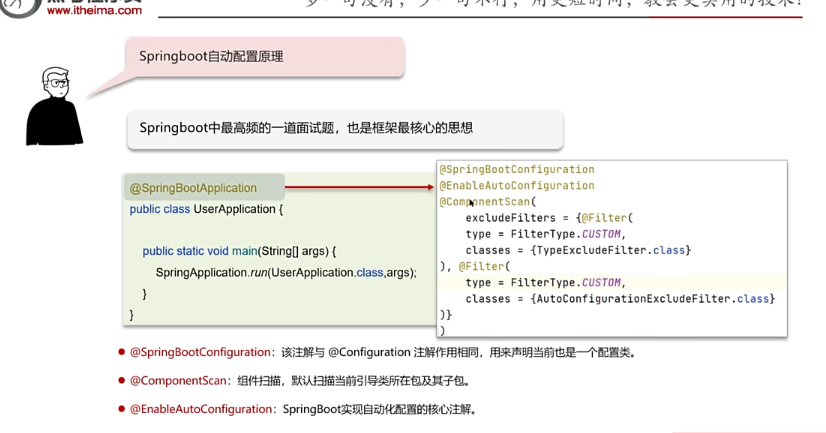 www.itheima.com
Springboot自动配置原理
Springboot中最高频的一道面试题，也是框架最核心的思想
@SpringBootApplication
public class UserApplication {
public static void main(String[] args) {
SpringApplication.run(UserApplication.class,args);
}
}
@SpringBootConfiguration
@EnableAutoConfiguration
@ComponentScan(
excludeFilters = {@Filter(
type = FilterType.CUSTOM,
classes = {TypeExcludeFilter.class}
), @Filter(
type = FilterType.CUSTOM,
classes = {AutoConfigurationExcludeFilter.class}
)}
)
● @SpringBootConfiguration：该注解与 @Configuration 注解作用相同，用来声明当前也是一个配置类。
● @ComponentScan：组件扫描，默认扫描当前引导类所在包及其子包。
● @EnableAutoConfiguration：SpringBoot实现自动化配置的核心注解。